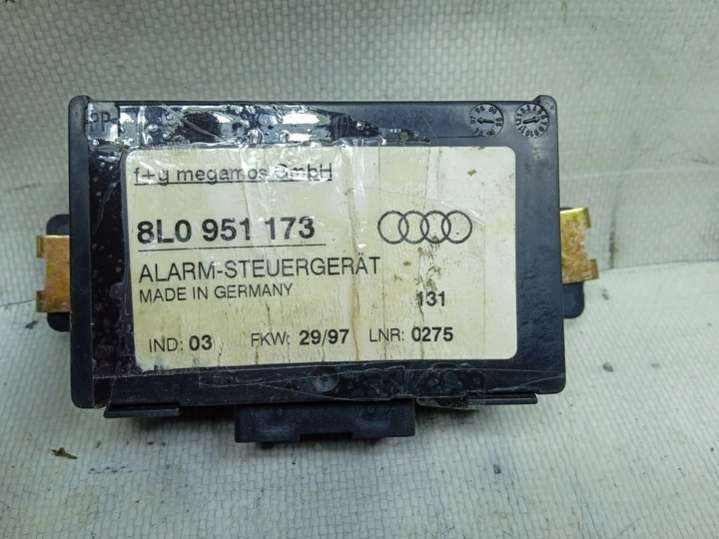 f+g megamos GmbH
8L0 951 173
ALARM-STEUERGERÄT
MADE IN GERMANY
131
IND: 03 FKW: 29/97 LNR: 0275